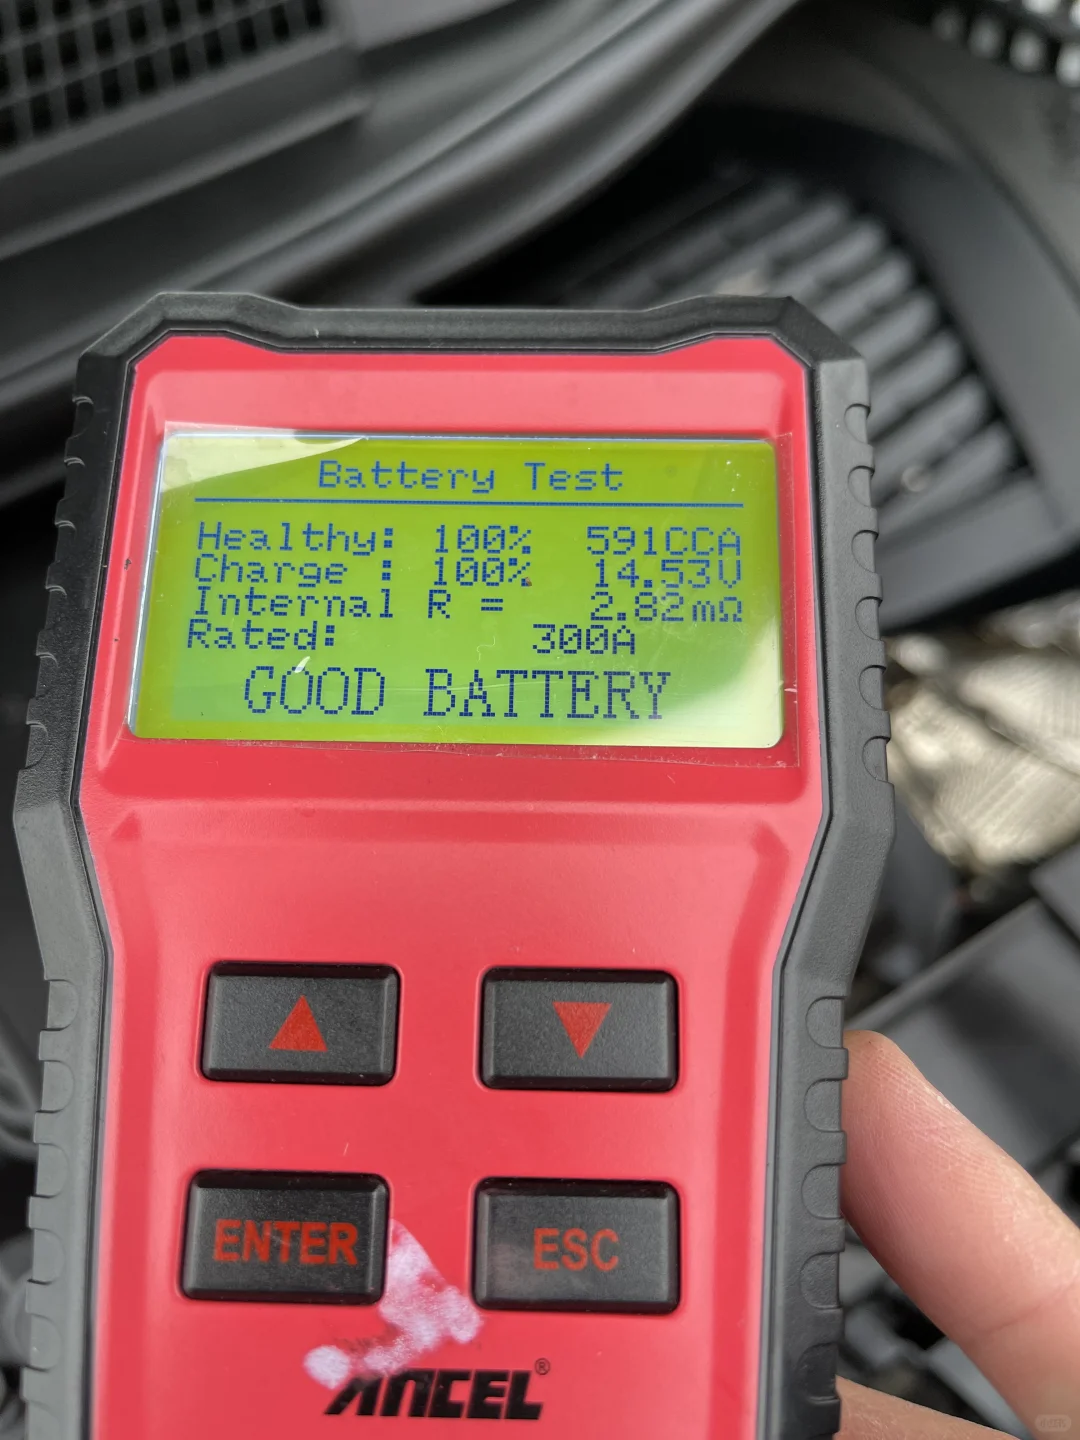 Battery Test
Healthy: 100% 591CCA
Charge : 100% 14.53V
Internal R = 2.82mΩ
Rated: 300A
GOOD BATTERY
▲ ▼
ENTER ESC
ANCEL®